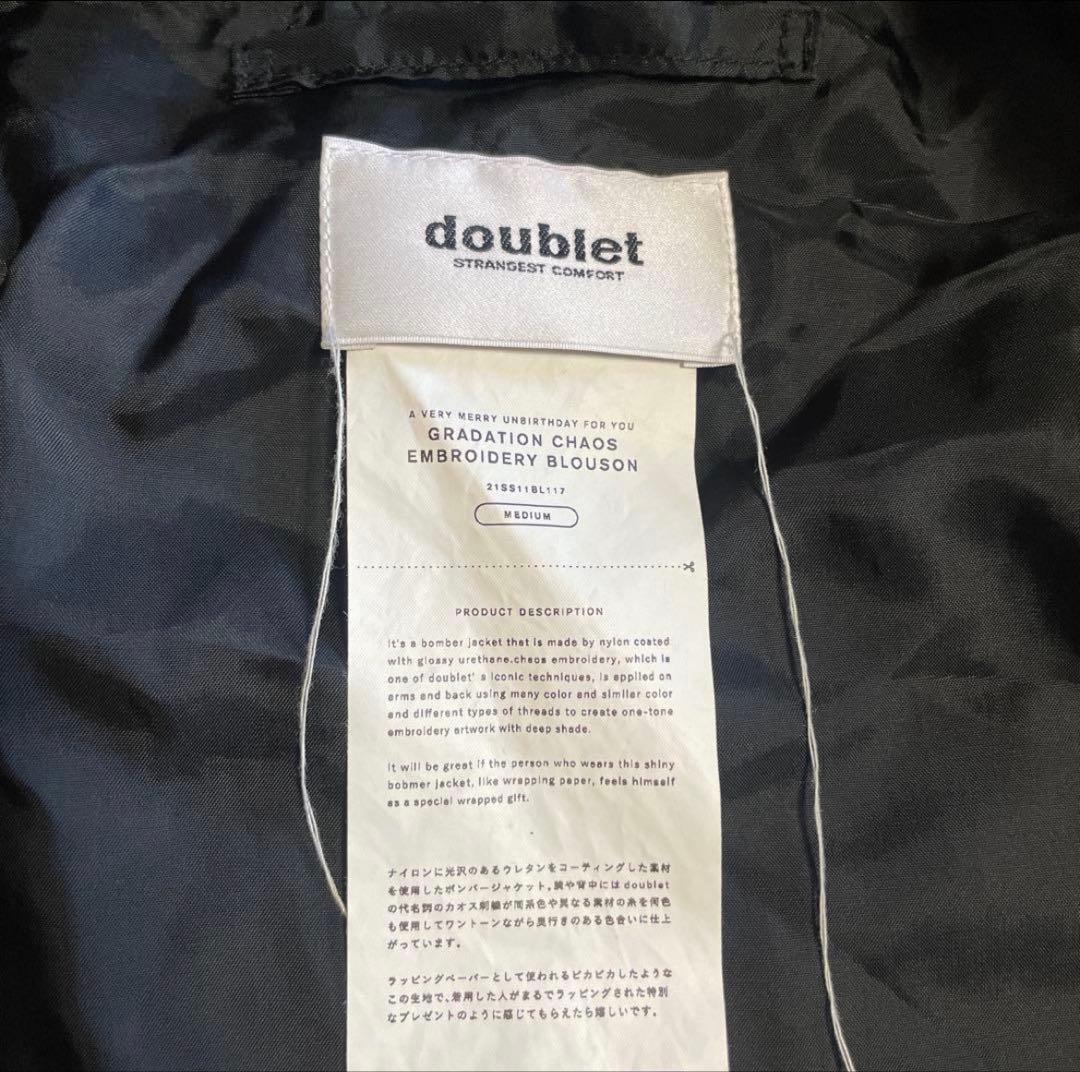 doublet
STRANGEST COMFORT
A VERY MERRY UNBIRTHDAY FOR YOU
GRADATION CHAOS
EMBROIDERY BLOUSON
21SS11BL117
MEDIUM
PRODUCT DESCRIPTION
It's a bomber jacket that is made by nylon coated
with glossy urethane.chaos embroidery, which is
one of doublet' s iconic techniques, is applied on
arms and back using many color and similar color
and different types of threads to create one-tone
embroidery artwork with deep shade.
It will be great if the person who wears this shiny
bobmer jacket, like wrapping paper, feels himself
as a special wrapped gift.
ナイロンに光沢のあるウレタンをコーティングした素材
を使用したボンバージャケット。胸や背中には doublet
の代名詞のカオス刺繍が同系色や異なる素材の糸を何色
も使用してワントーンながら奥行きのある色合いに仕上
がっています。
ラッピングペーパーとして使われるピカピカしたような
この生地で、着用した人がまるでラッピングされた特別
なプレゼントのように感じてもらえたら嬉しいです。